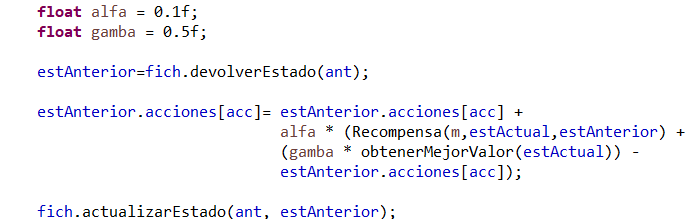 float alfa = 0.1f;
float gamba = 0.5f;
estAnterior=fich.devolverEstado(ant);
estAnterior.acciones[acc]= estAnterior.acciones[acc] +
alfa * (Recompensa(m,estActual,estAnterior) +
(gamba * obtenerMejorValor(estActual)) -
estAnterior.acciones[acc]);
fich.actualizarEstado(ant, estAnterior);